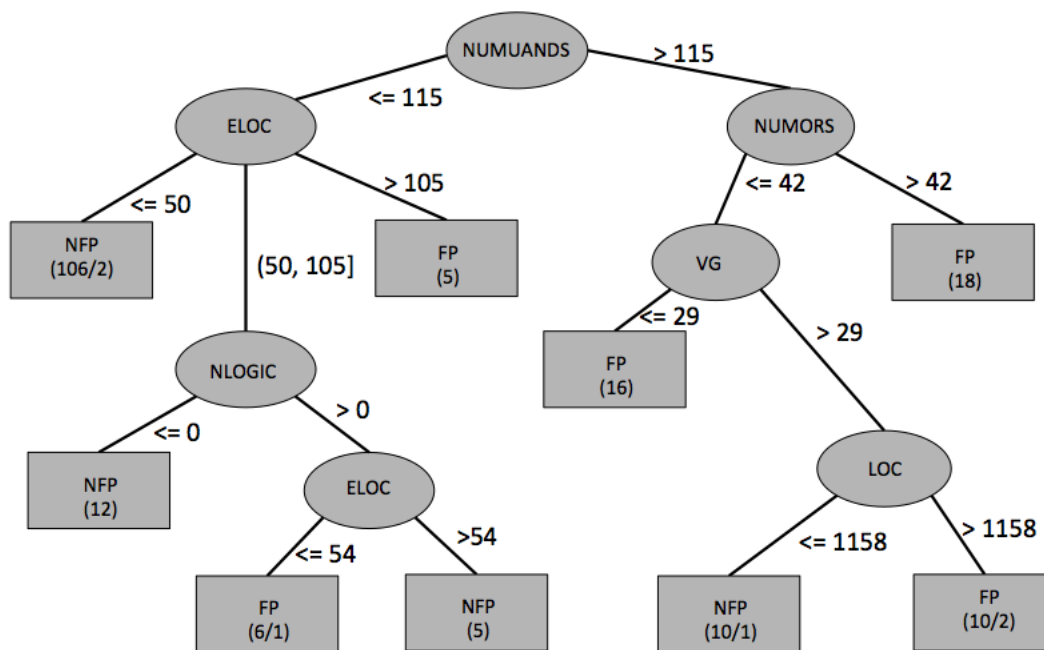 NUMUANDS
<= 115
> 115
ELOC
NUMORS
<= 50
> 105
<= 42
> 42
NFP
(106/2)
(50, 105]
FP
(5)
VG
FP
(18)
<= 29
> 29
NLOGIC
FP
(16)
<= 0
> 0
NFP
(12)
ELOC
LOC
<= 54
>54
<= 1158
> 1158
FP
(6/1)
NFP
(5)
NFP
(10/1)
FP
(10/2)